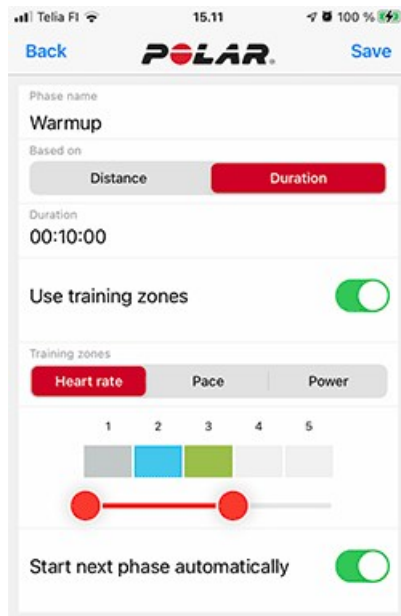 Telia FI 15.11 100 %
Back POLAR. Save
Phase name
Warmup
Based on
Distance Duration
Duration
00:10:00
Use training zones
Training zones
Heart rate Pace Power
1 2 3 4 5
Start next phase automatically